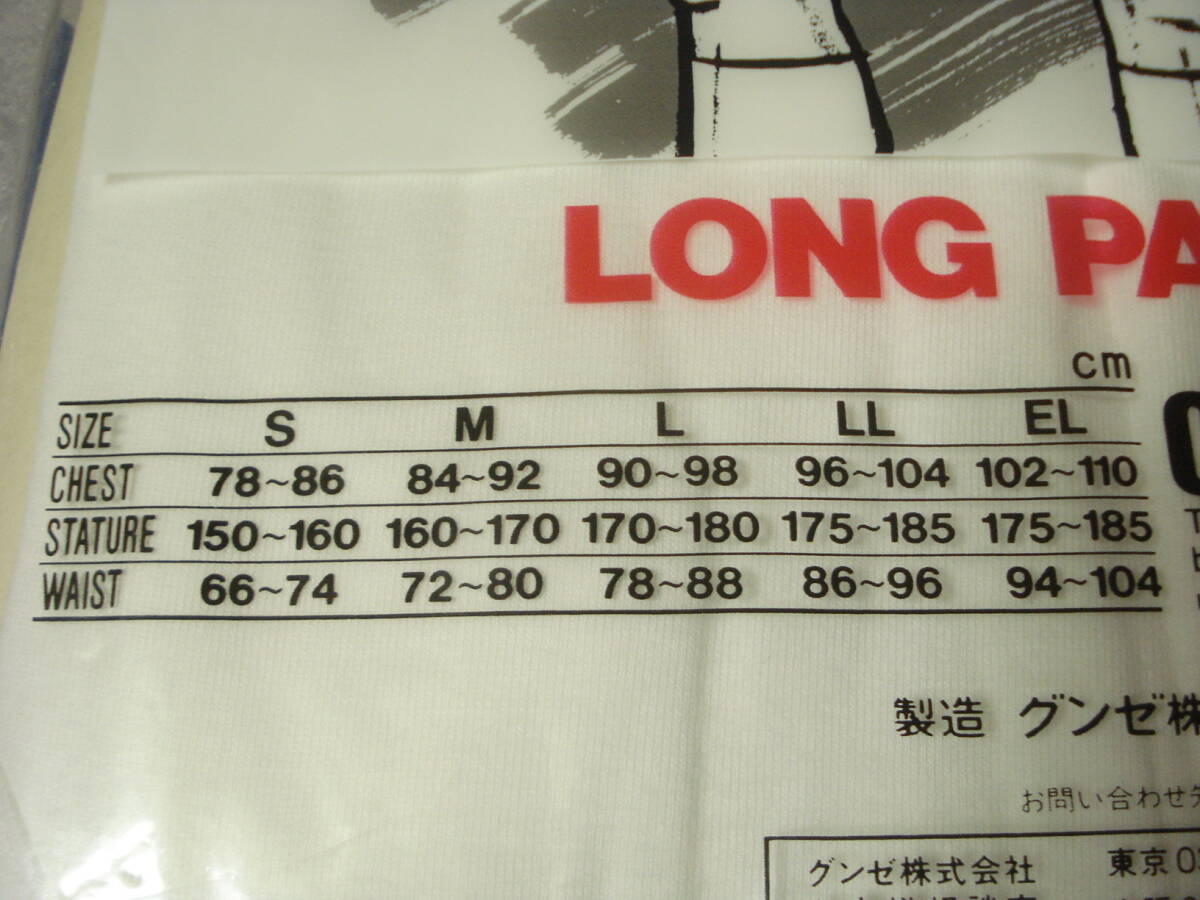 LONG PA
cm
SIZE S M L LL EL
CHEST 78~86 84~92 90~98 96~104 102~110
STATURE 150~160 160~170 170~180 175~185 175~185
WAIST 66~74 72~80 78~88 86~96 94~104
製造 グンゼ株
お問い合わせ先
グンゼ株式会社 東京03